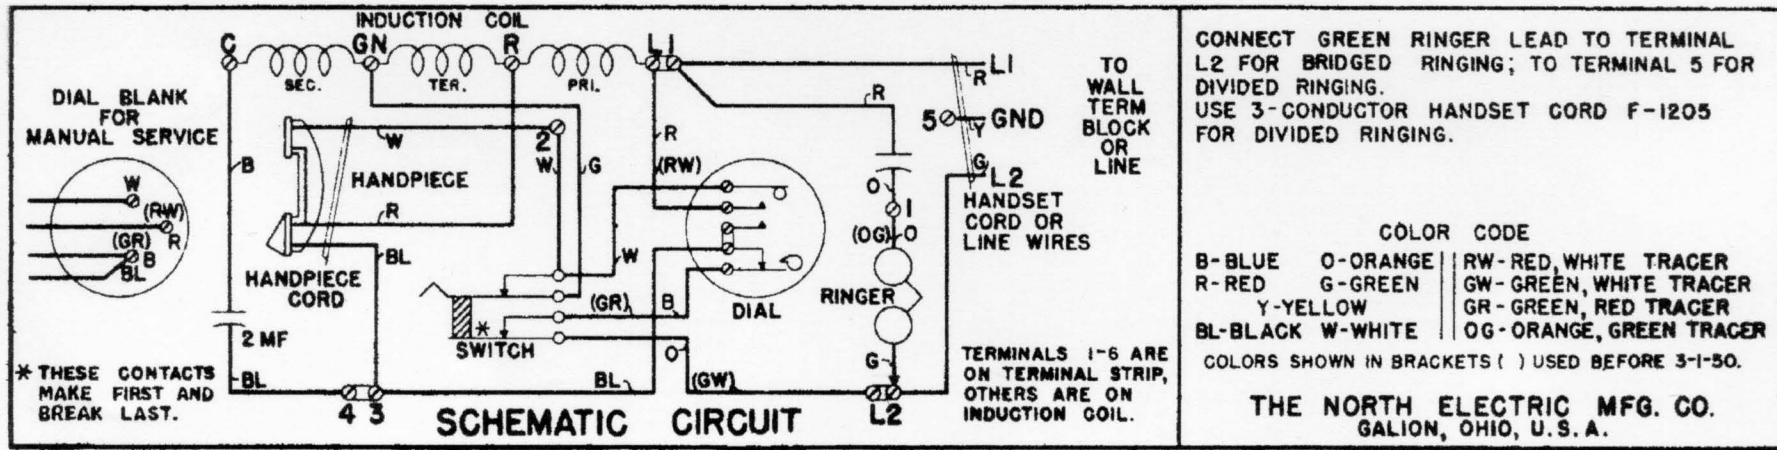 INDUCTION COIL
C GN R L1
SEC. TER. PRI.
DIAL BLANK
FOR
MANUAL SERVICE
W
(RW)
R
(GR)
B
BL
* THESE CONTACTS
MAKE FIRST AND
BREAK LAST.
B
2 MF
BL
W
HANDPIECE
R
HANDPIECE
CORD
BL
4 3
2
W
G
SWITCH
*
W
(GR)
B
O
(GW)
BL
R
(RW)
DIAL
R
O
1
(OG) O
RINGER
G
L2
R
L1
5 GND
Y
G
L2
TO
WALL
TERM
BLOCK
OR
LINE
HANDSET
CORD OR
LINE WIRES
TERMINALS 1-6 ARE
ON TERMINAL STRIP,
OTHERS ARE ON
INDUCTION COIL.
SCHEMATIC CIRCUIT
CONNECT GREEN RINGER LEAD TO TERMINAL
L2 FOR BRIDGED RINGING; TO TERMINAL 5 FOR
DIVIDED RINGING.
USE 3-CONDUCTOR HANDSET CORD F-1205
FOR DIVIDED RINGING.
COLOR CODE
B-BLUE O-ORANGE RW-RED, WHITE TRACER
R-RED G-GREEN GW-GREEN, WHITE TRACER
Y-YELLOW GR-GREEN, RED TRACER
BL-BLACK W-WHITE OG-ORANGE, GREEN TRACER
COLORS SHOWN IN BRACKETS ( ) USED BEFORE 3-1-50.
THE NORTH ELECTRIC MFG. CO.
GALION, OHIO, U.S.A.